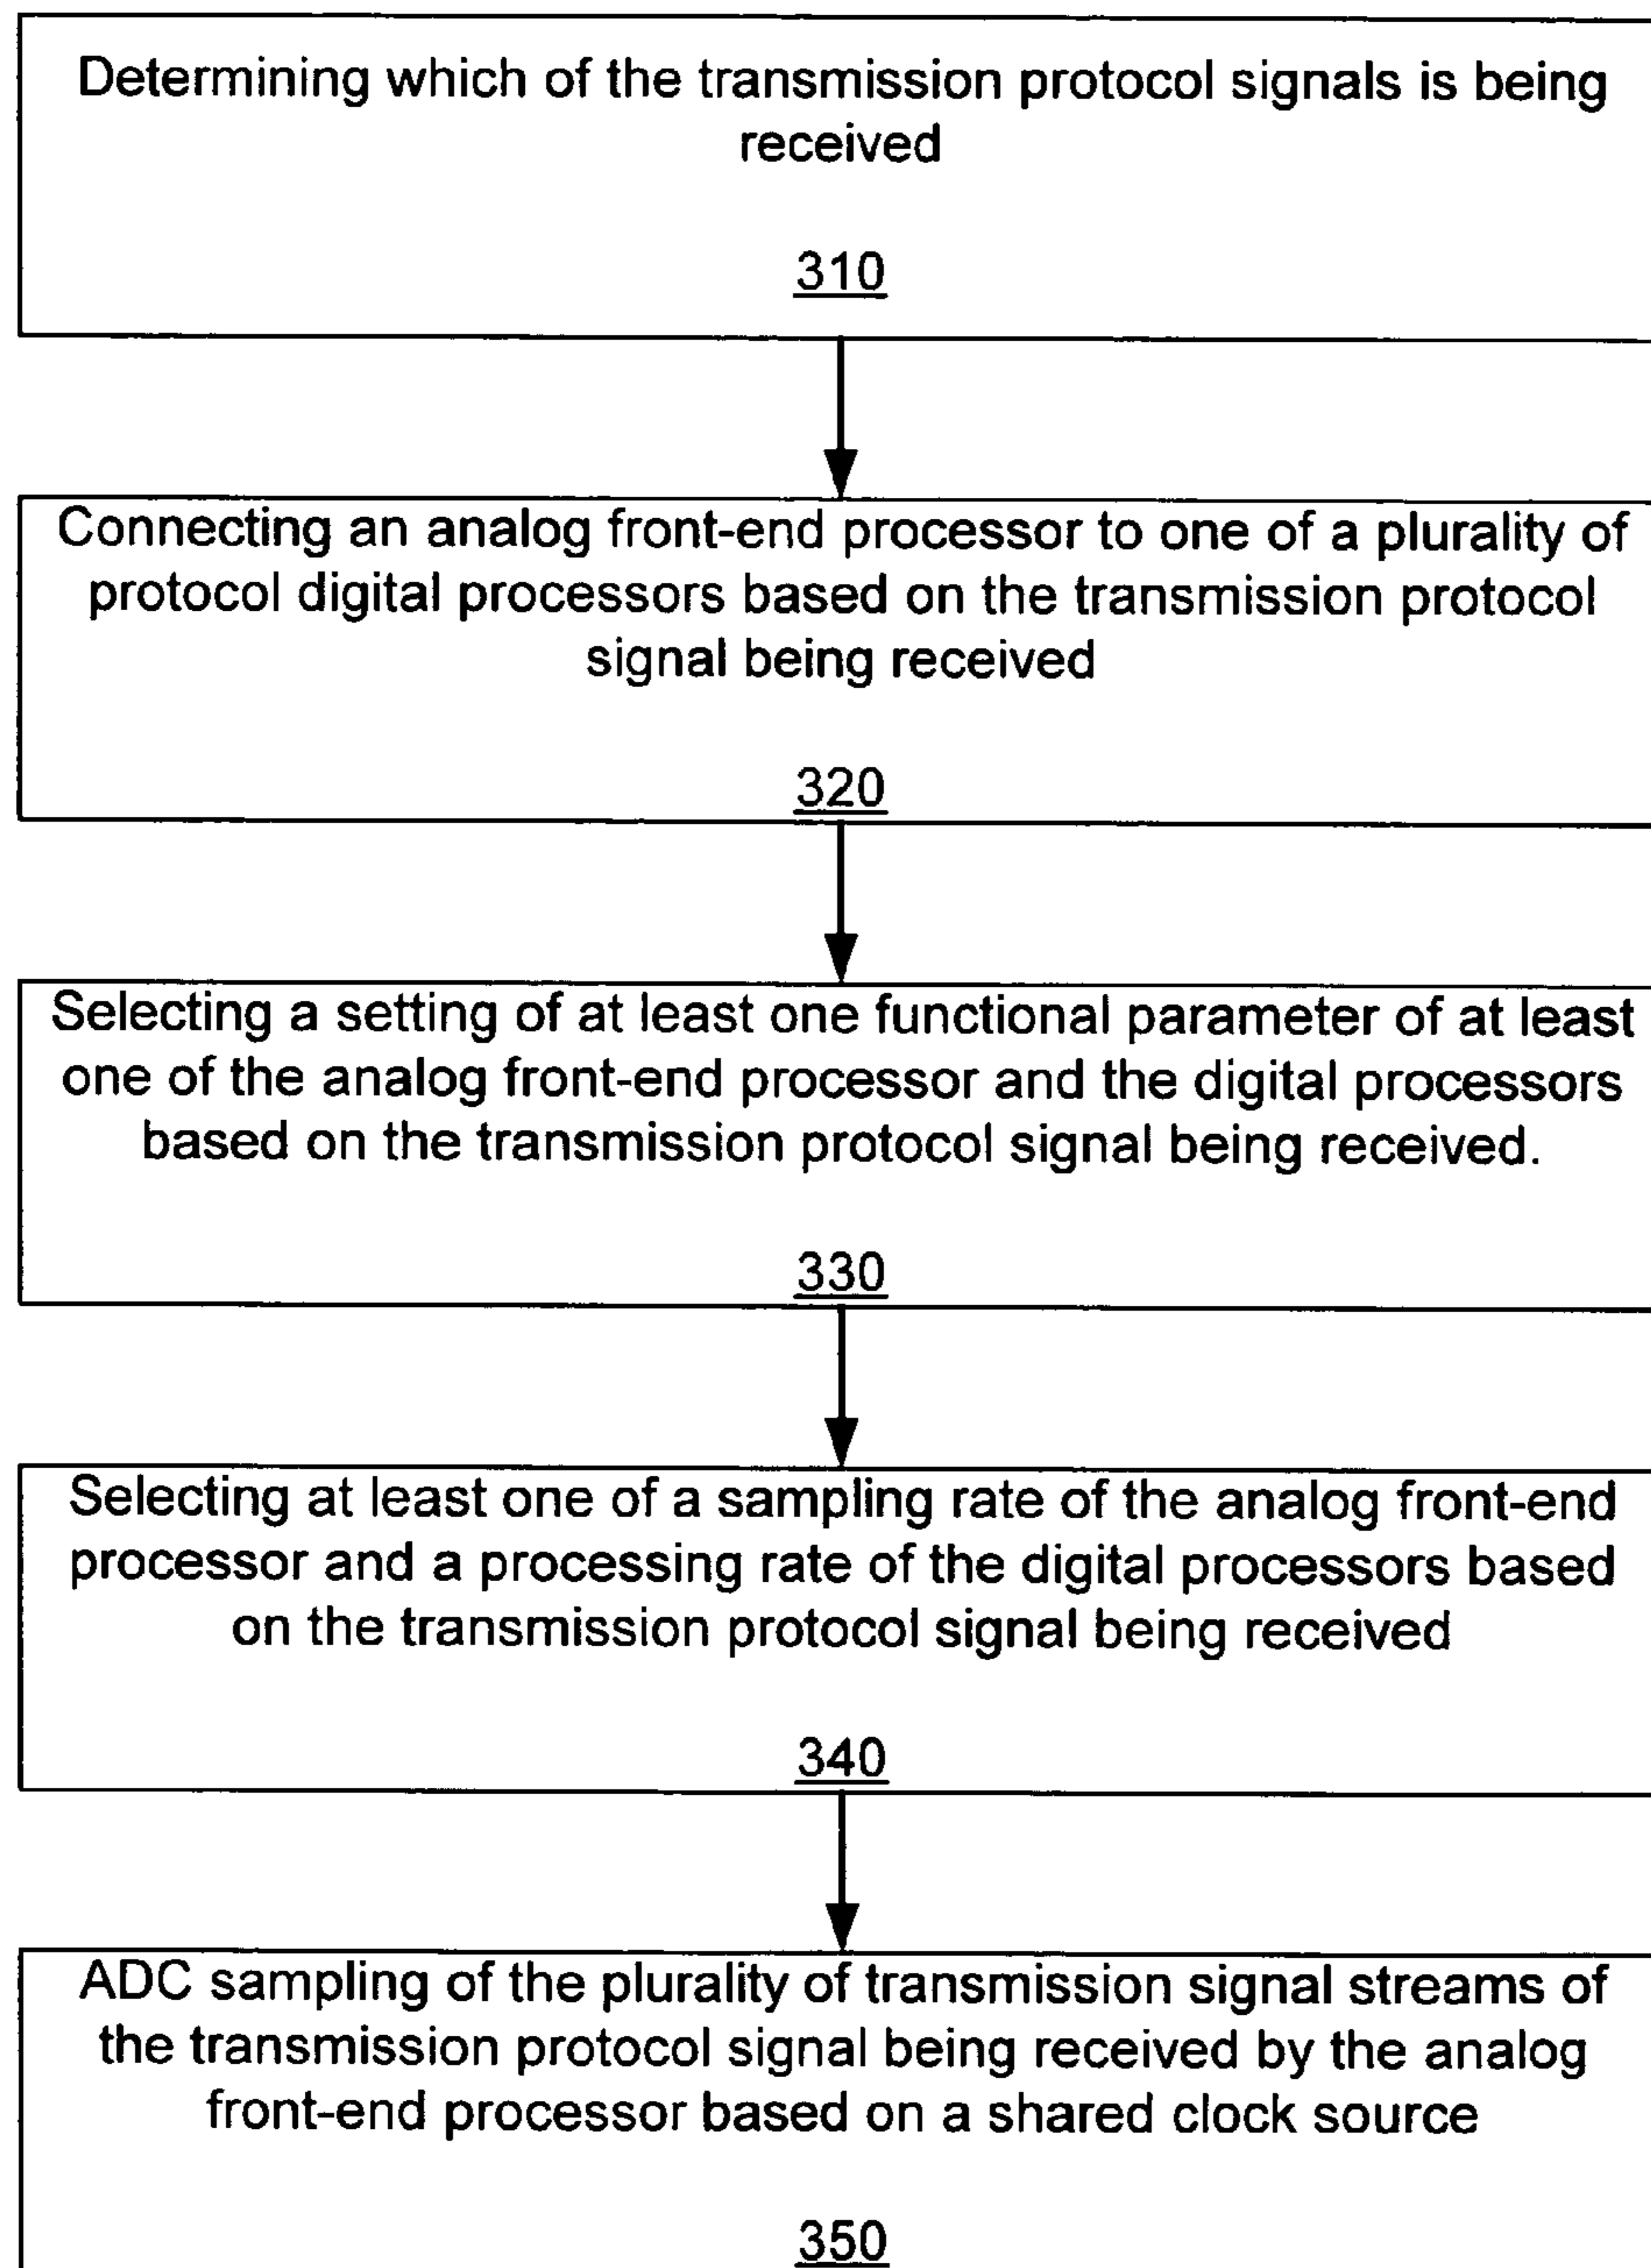 Determining which of the transmission protocol signals is being
received
310
Connecting an analog front-end processor to one of a plurality of
protocol digital processors based on the transmission protocol
signal being received
320
Selecting a setting of at least one functional parameter of at least
one of the analog front-end processor and the digital processors
based on the transmission protocol signal being received.
330
Selecting at least one of a sampling rate of the analog front-end
processor and a processing rate of the digital processors based
on the transmission protocol signal being received
340
ADC sampling of the plurality of transmission signal streams of
the transmission protocol signal being received by the analog
front-end processor based on a shared clock source
350